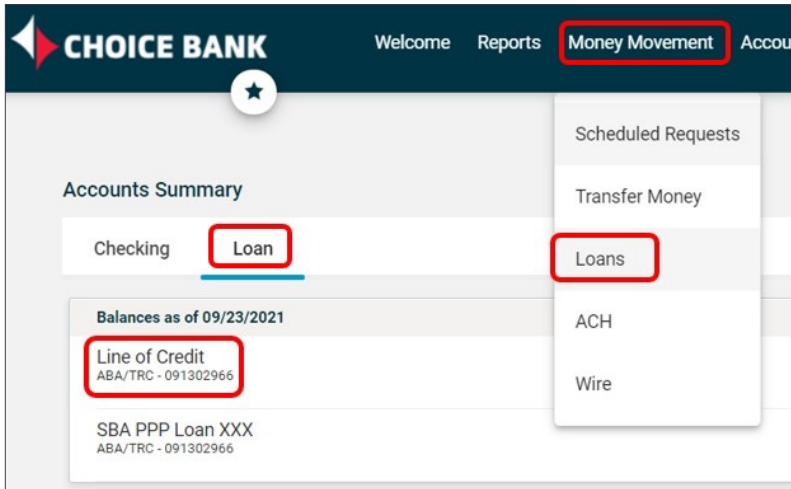 CHOICE BANK
Welcome Reports Money Movement Accou
Scheduled Requests
Transfer Money
Loans
ACH
Wire
Accounts Summary
Checking Loan
Balances as of 09/23/2021
Line of Credit
ABA/TRC - 091302966
SBA PPP Loan XXX
ABA/TRC - 091302966